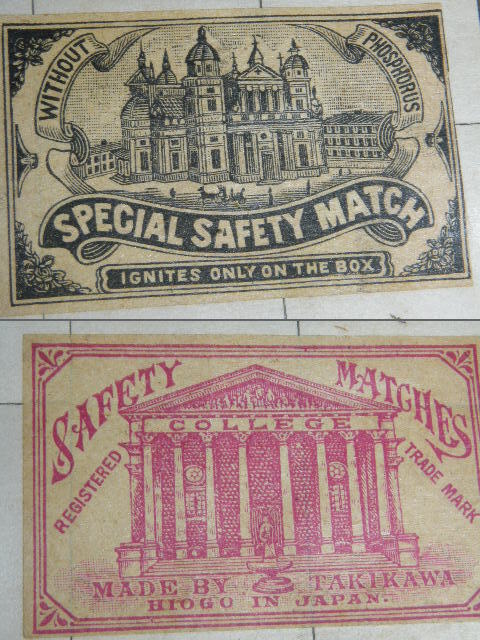 WITHOUT PHOSPHORUS
SPECIAL SAFETY MATCH
IGNITES ONLY ON THE BOX
SAFETY MATCHES
COLLEGE
REGISTERED TRADE MARK
MADE BY TAKIKAWA
HIOGO IN JAPAN.